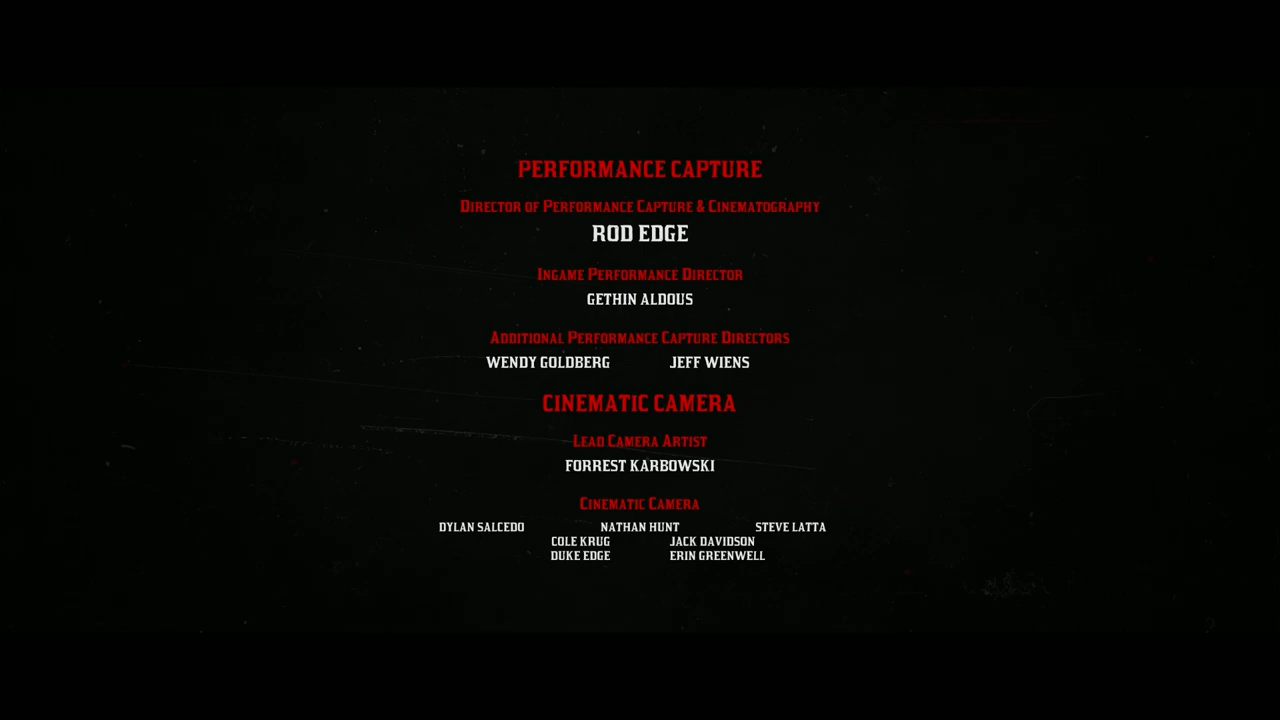 PERFORMANCE CAPTURE
DIRECTOR OF PERFORMANCE CAPTURE & CINEMATOGRAPHY
ROD EDGE
INGAME PERFORMANCE DIRECTOR
GETHIN ALDOUS
ADDITIONAL PERFORMANCE CAPTURE DIRECTORS
WENDY GOLDBERG JEFF WIENS
CINEMATIC CAMERA
LEAD CAMERA ARTIST
FORREST KARBOWSKI
CINEMATIC CAMERA
DYLAN SALCEDO NATHAN HUNT STEVE LATTA
COLE KRUG JACK DAVIDSON
DUKE EDGE ERIN GREENWELL